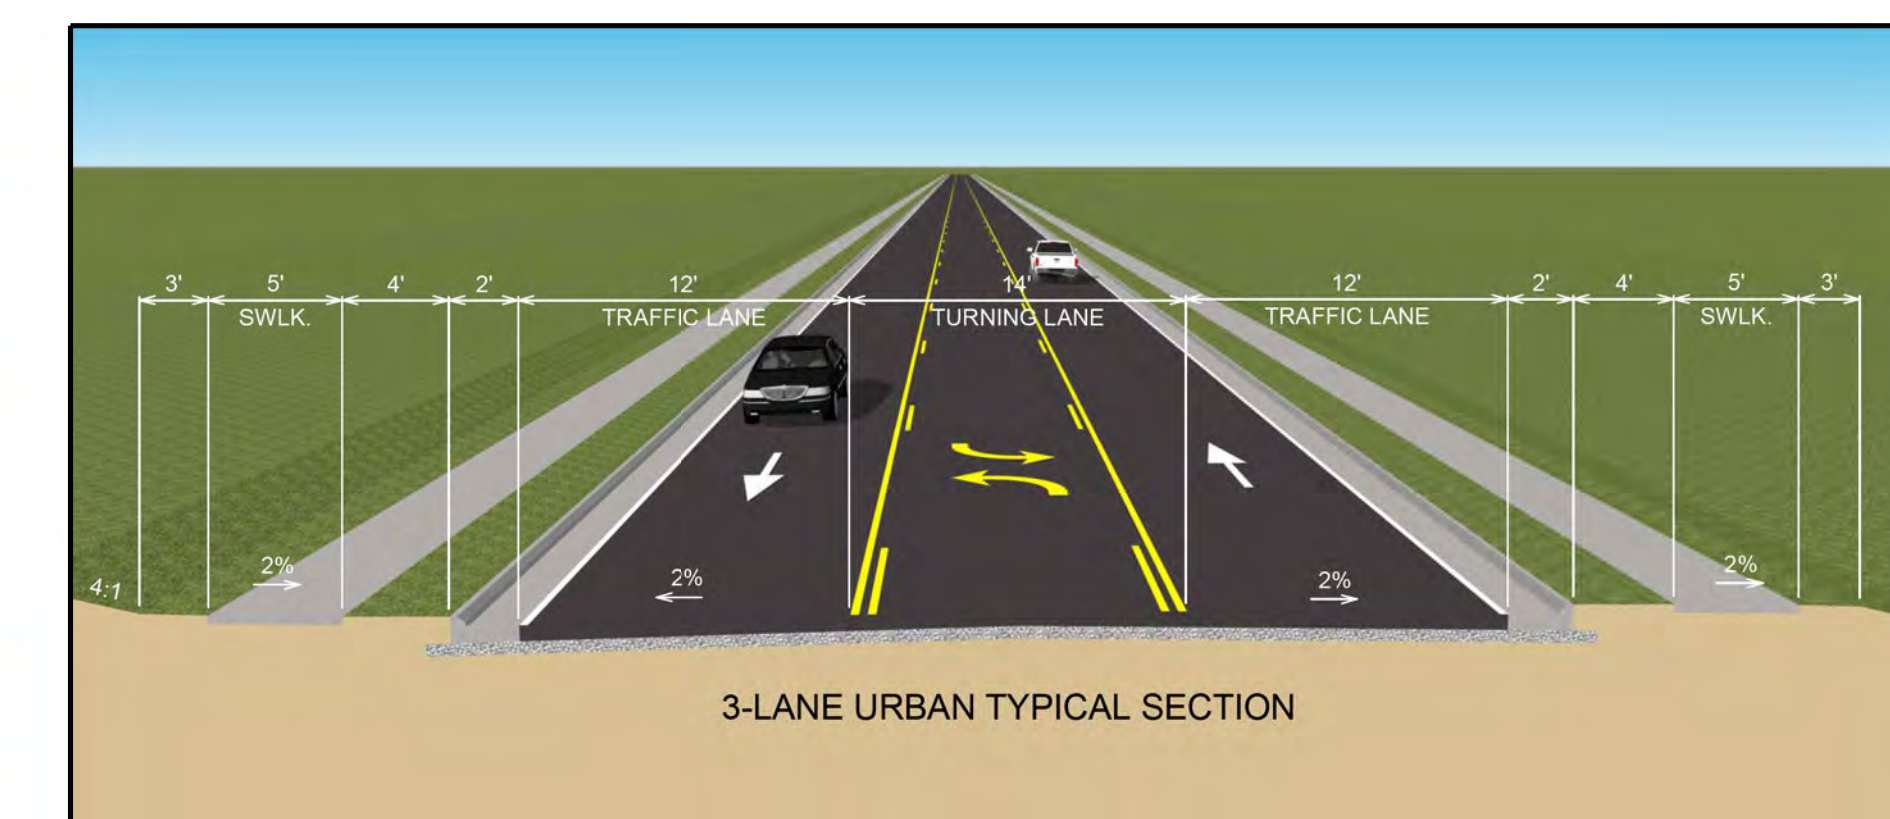 3' 5' 4' 2' 12' 14' 12' 2' 4' 5' 3'
SWLK. TRAFFIC LANE TURNING LANE TRAFFIC LANE SWLK.
4:1 2% 2% 2% 2%
3-LANE URBAN TYPICAL SECTION